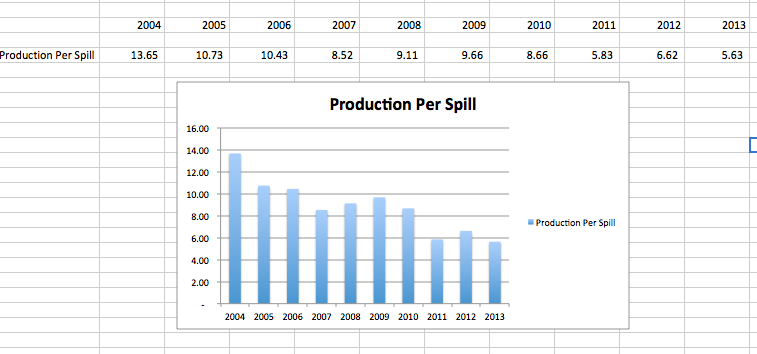 2004 2005 2006 2007 2008 2009 2010 2011 2012 2013
Production Per Spill 13.65 10.73 10.43 8.52 9.11 9.66 8.66 5.83 6.62 5.63
Production Per Spill
16.00
14.00
12.00
10.00
8.00
6.00
4.00
2.00
-
2004 2005 2006 2007 2008 2009 2010 2011 2012 2013
Production Per Spill